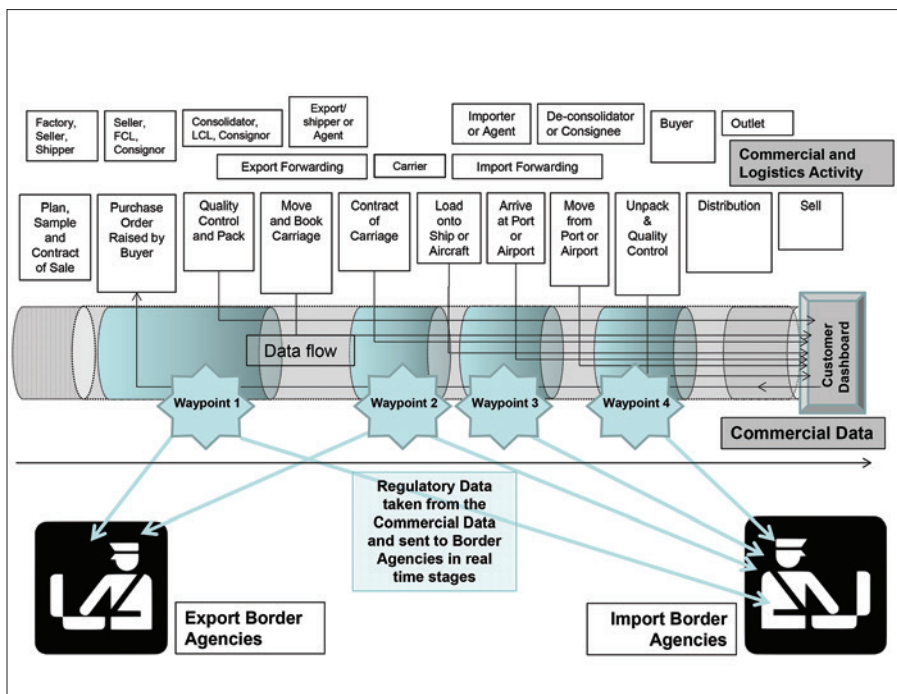 Factory,
Seller,
Shipper
Seller,
FCL,
Consignor
Consolidator,
LCL, Consignor
Export/
shipper or
Agent
Importer
or Agent
De-consolidator
or Consignee
Buyer
Outlet
Export Forwarding
Carrier
Import Forwarding
Commercial and
Logistics Activity
Plan,
Sample
and
Contract
of Sale
Purchase
Order
Raised by
Buyer
Quality
Control
and Pack
Move
and Book
Carriage
Contract
of
Carriage
Load
onto
Ship or
Aircraft
Arrive
at Port
or
Airport
Move
from
Port or
Airport
Unpack
&
Quality
Control
Distribution
Sell
Data flow
Customer
Dashboard
Waypoint 1
Waypoint 2
Waypoint 3
Waypoint 4
Commercial Data
Regulatory Data
taken from the
Commercial Data
and sent to Border
Agencies in real
time stages
Export Border
Agencies
Import Border
Agencies